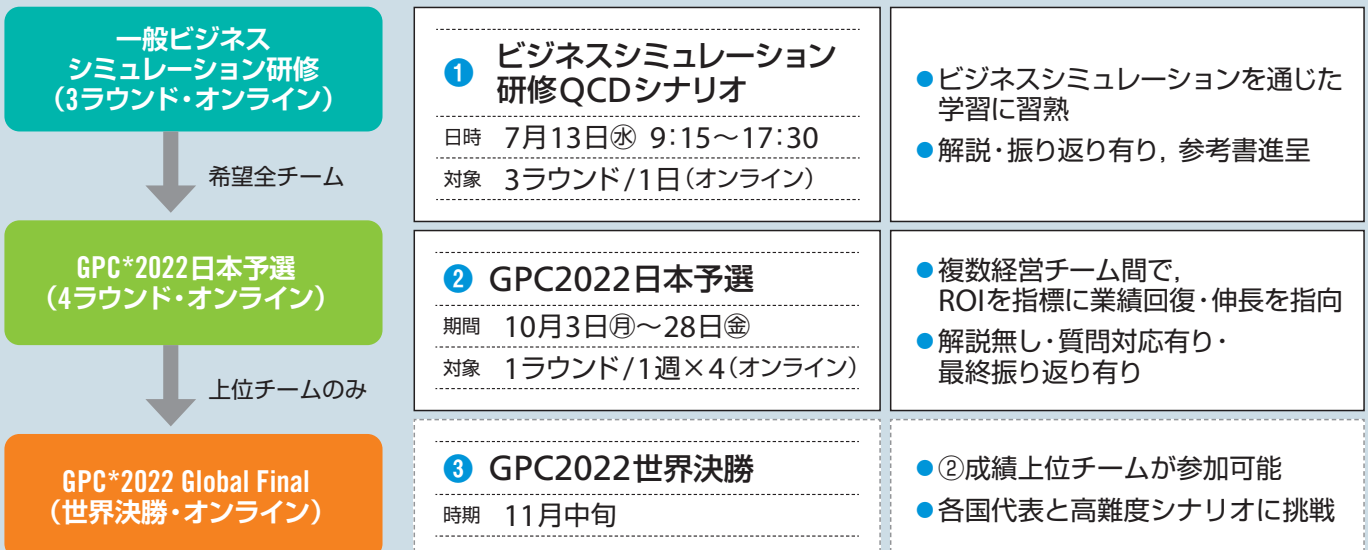 一般ビジネス
シミュレーション研修
(3ラウンド・オンライン)
希望全チーム
GPC*2022日本予選
(4ラウンド・オンライン)
上位チームのみ
GPC*2022 Global Final
(世界決勝・オンライン)
❶ ビジネスシミュレーション
研修QCDシナリオ
日時 7月13日㊌ 9:15〜17:30
対象 3ラウンド/1日(オンライン)
●ビジネスシミュレーションを通じた
学習に習熟
●解説・振り返り有り, 参考書進呈
❷ GPC2022日本予選
期間 10月3日㊊〜28日㊎
対象 1ラウンド/1週×4(オンライン)
●複数経営チーム間で,
ROIを指標に業績回復・伸長を指向
●解説無し・質問対応有り・
最終振り返り有り
❸ GPC2022世界決勝
時期 11月中旬
●②成績上位チームが参加可能
●各国代表と高難度シナリオに挑戦